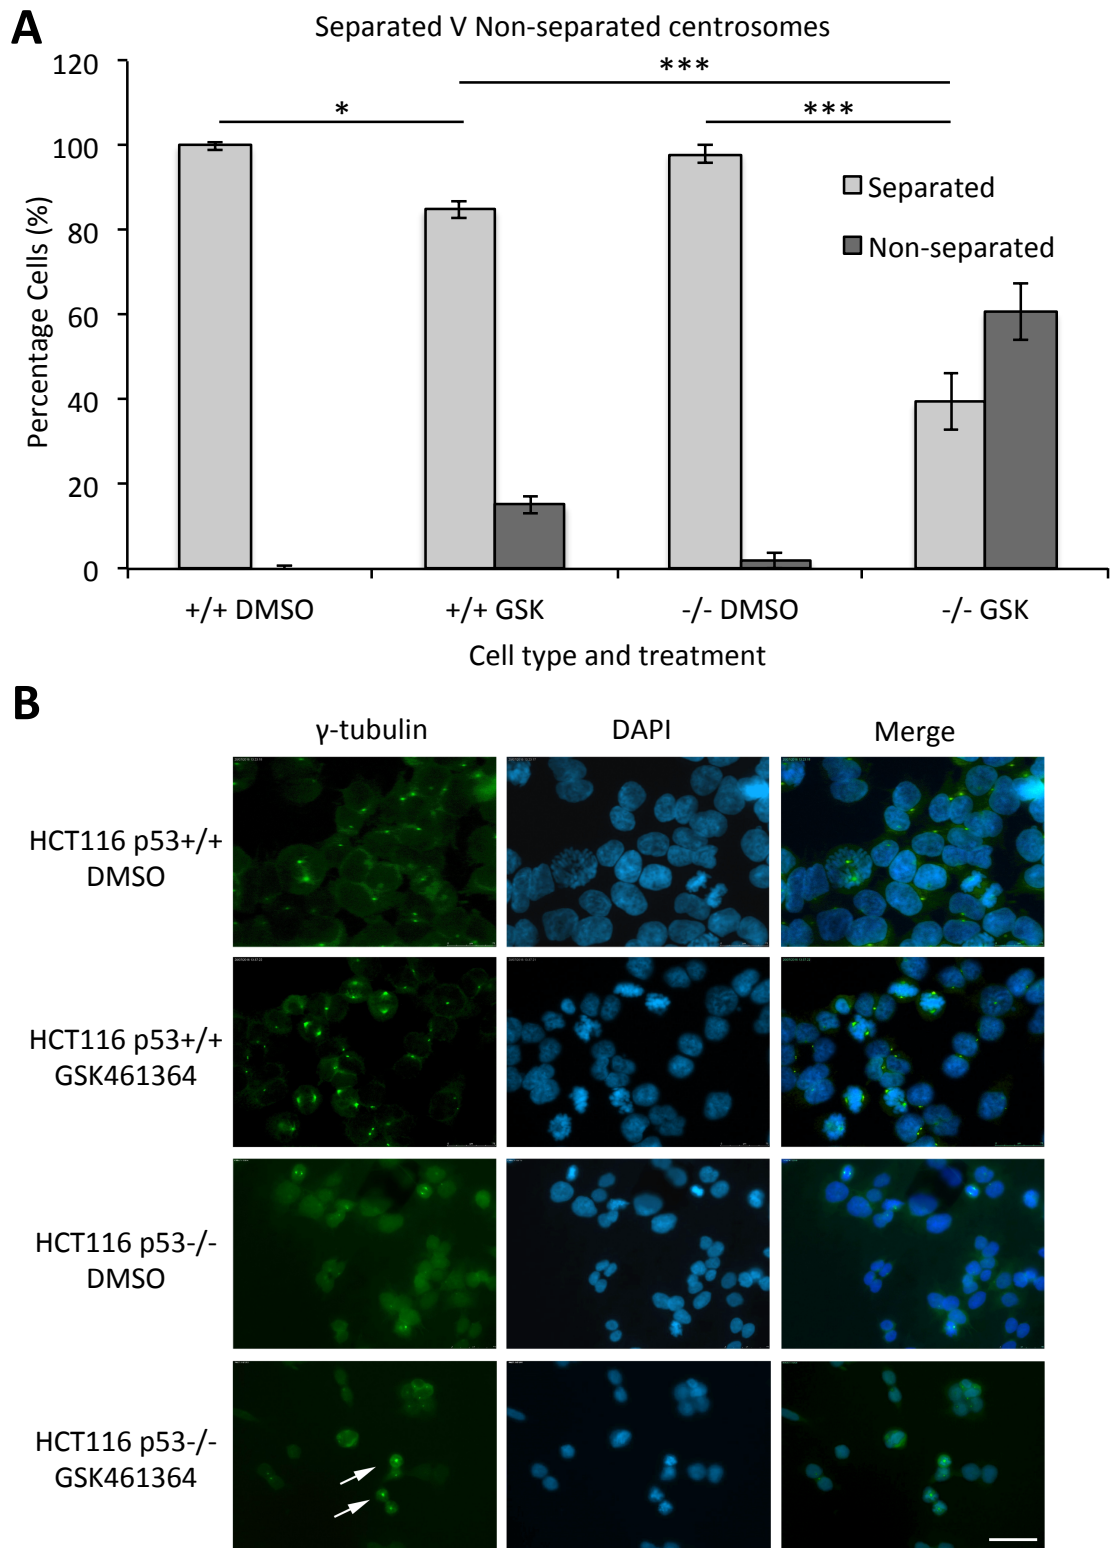 A
Separated V Non-separated centrosomes
120
100
80
60
40
20
0
Percentage Cells (%)
*
***
***
Separated
Non-separated
+/+ DMSO
+/+ GSK
-/- DMSO
-/- GSK
Cell type and treatment
B
γ-tubulin
DAPI
Merge
HCT116 p53+/+
DMSO
HCT116 p53+/+
GSK461364
HCT116 p53-/-
DMSO
HCT116 p53-/-
GSK461364